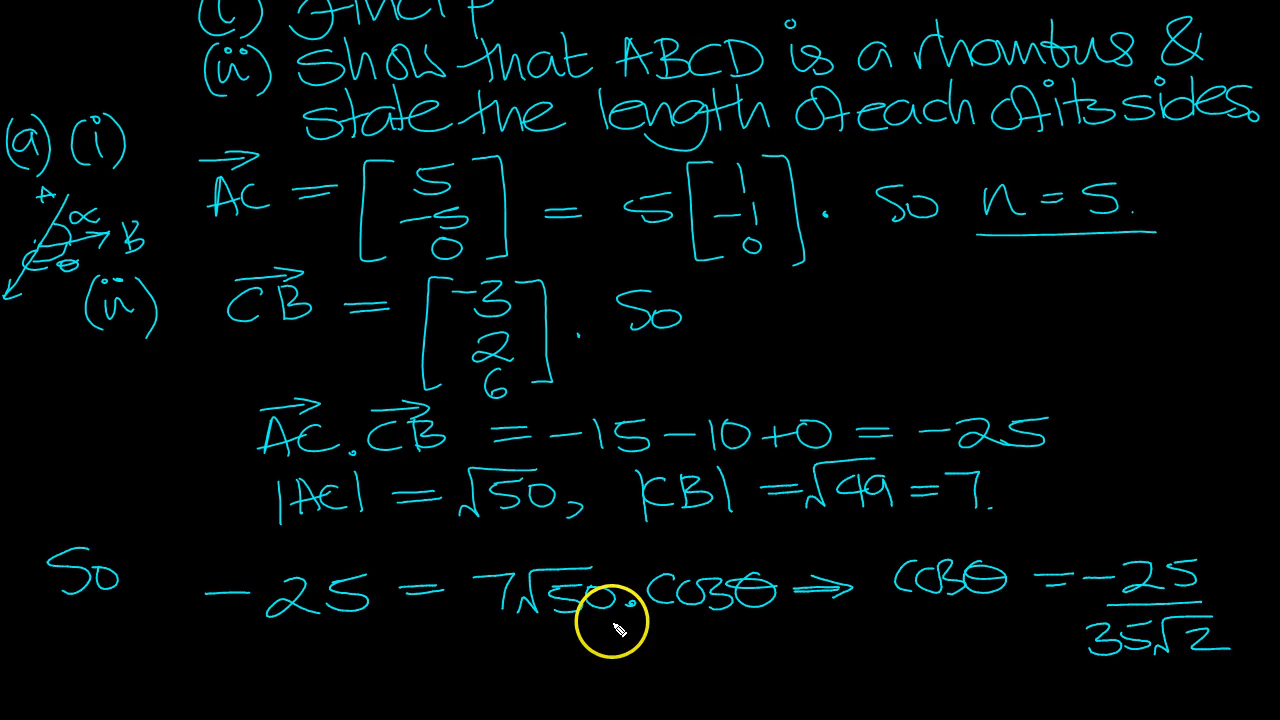 (i) find p
(ii) show that ABCD is a rhombus &
state the length of each of its sides.
(a) (i)
AC = [5 -5 0] = 5 [1 -1 0] . so n = 5.
A α B θ
(ii) CB = [-3 2 6] . So
AC . CB = -15 - 10 + 0 = -25
|AC| = √50, |CB| = √49 = 7.
So -25 = 7√50 . cosθ ⇒ cosθ = -25 / 35√2